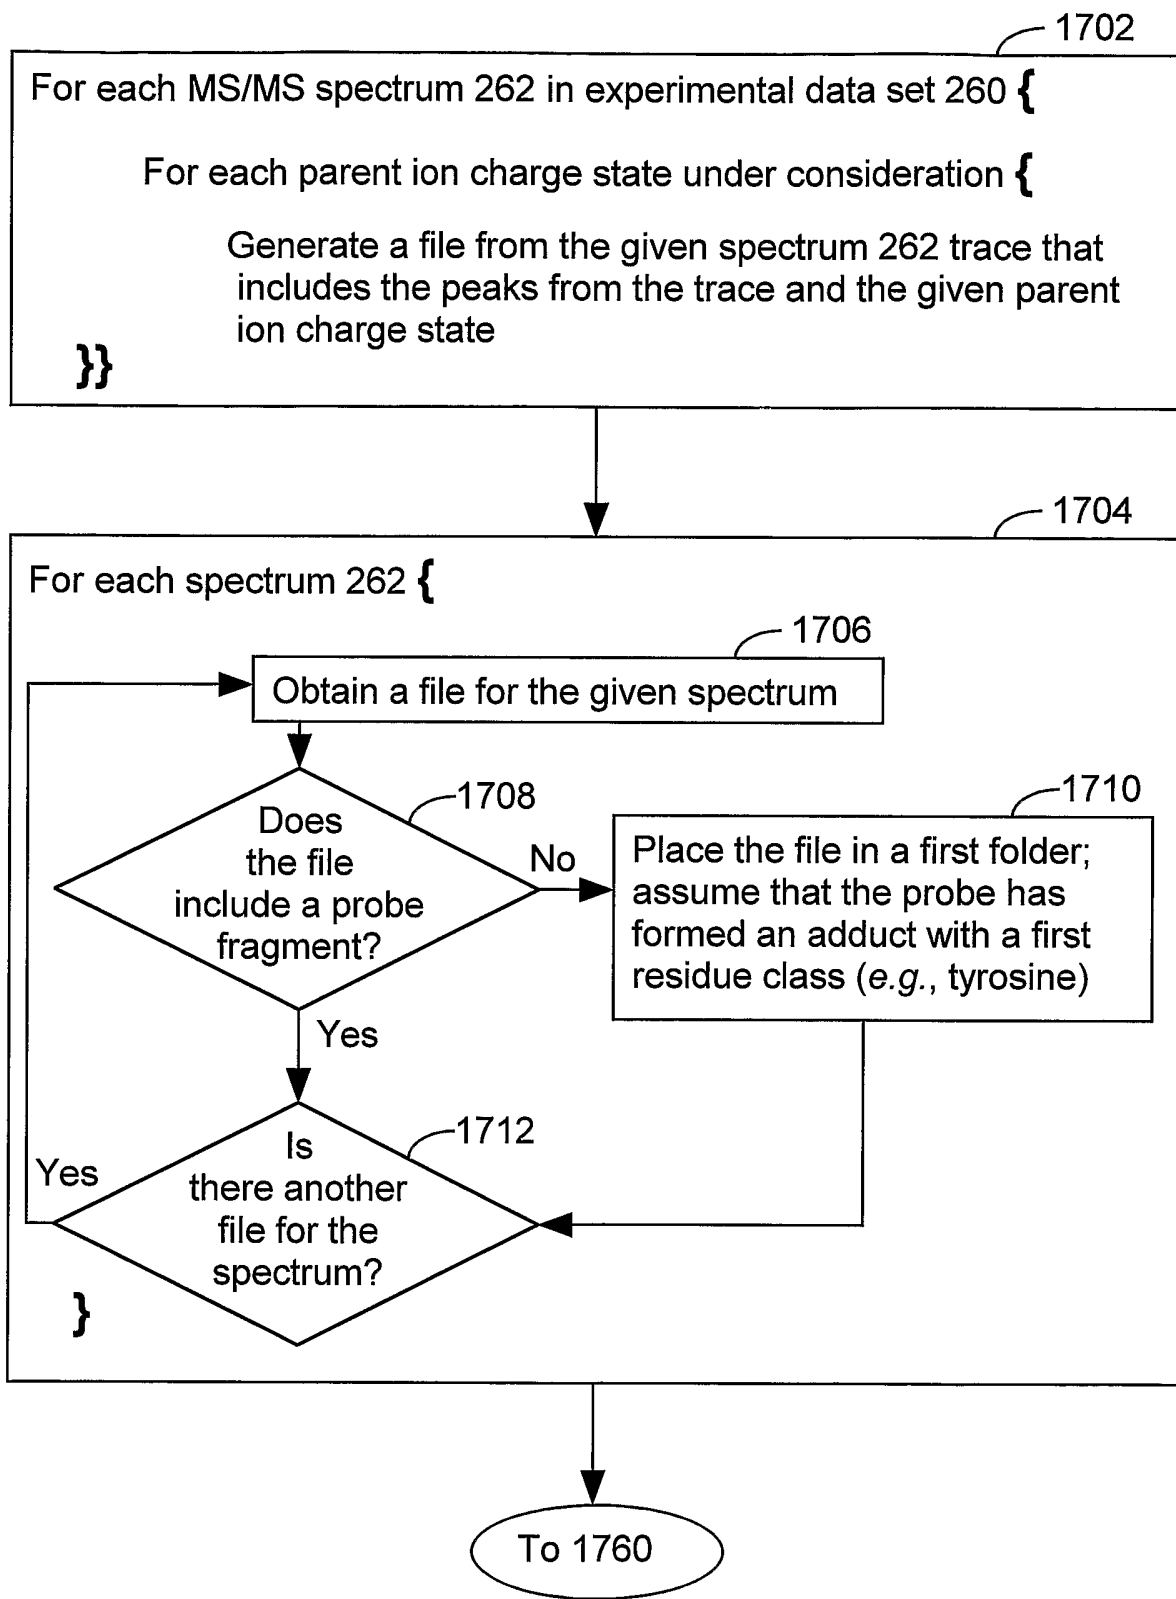 1702
For each MS/MS spectrum 262 in experimental data set 260 {
For each parent ion charge state under consideration {
Generate a file from the given spectrum 262 trace that
includes the peaks from the trace and the given parent
ion charge state
}}
1704
For each spectrum 262 {
1706
Obtain a file for the given spectrum
1708
Does
the file
include a probe
fragment?
No
1710
Place the file in a first folder;
assume that the probe has
formed an adduct with a first
residue class (e.g., tyrosine)
Yes
1712
Is
there another
file for the
spectrum?
Yes
}
To 1760